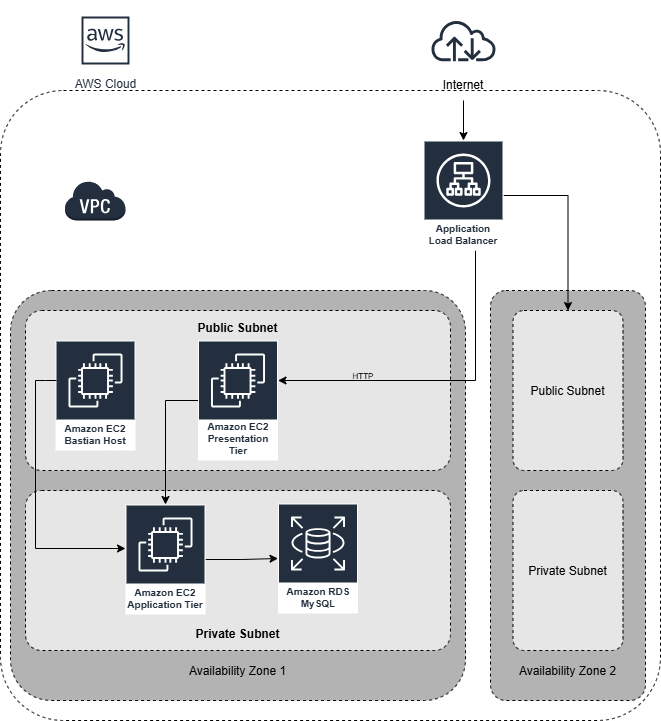 aws
AWS Cloud
Internet
VPC
Application
Load Balancer
Public Subnet
HTTP
Amazon EC2
Bastian Host
Amazon EC2
Presentation
Tier
Public Subnet
Amazon EC2
Application Tier
Amazon RDS
MySQL
Private Subnet
Private Subnet
Availability Zone 1
Availability Zone 2